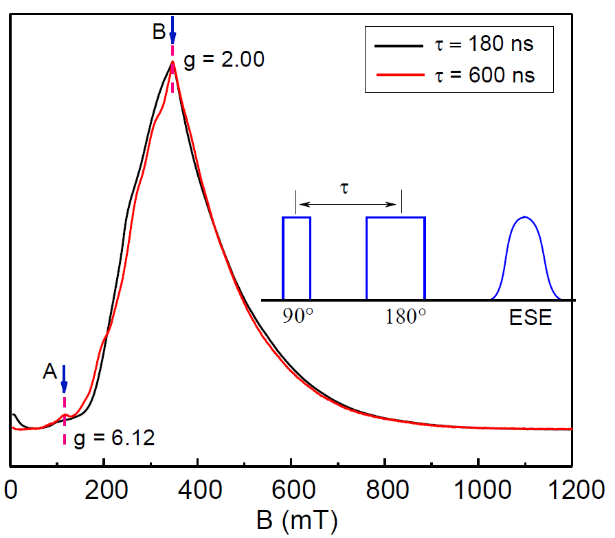 B
g = 2.00
τ = 180 ns
τ = 600 ns
τ
90°
180°
ESE
A
g = 6.12
0
200
400
600
800
1000
1200
B (mT)